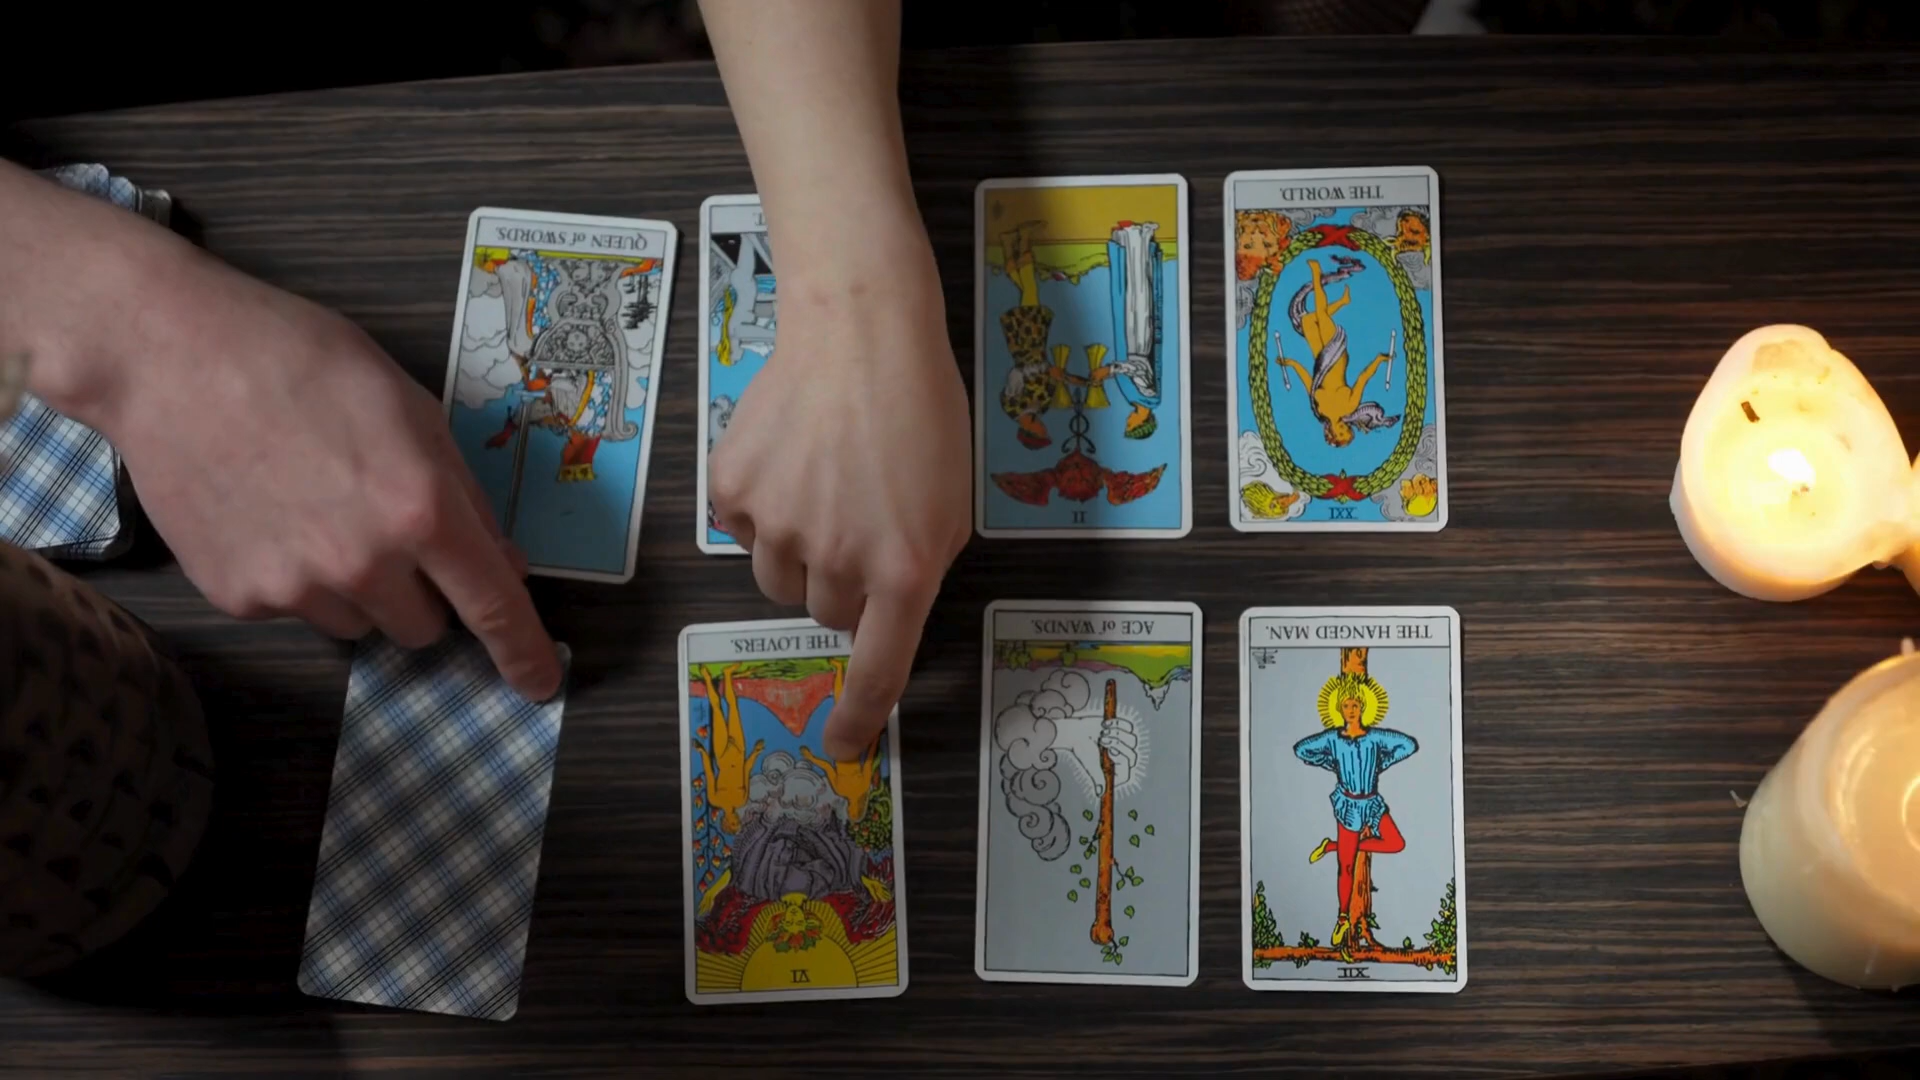 QUEEN of SWORDS.
T.
II
THE WORLD.
XXI
THE LOVERS.
VI
ACE of WANDS.
THE HANGED MAN.
XII